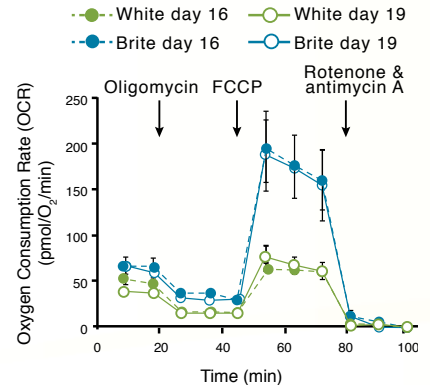 White day 16 White day 19
Brite day 16 Brite day 19
Oligomycin FCCP Rotenone &
antimycin A
Oxygen Consumption Rate (OCR)
(pmol/O₂/min)
250
200
150
100
50
0
0 20 40 60 80 100
Time (min)